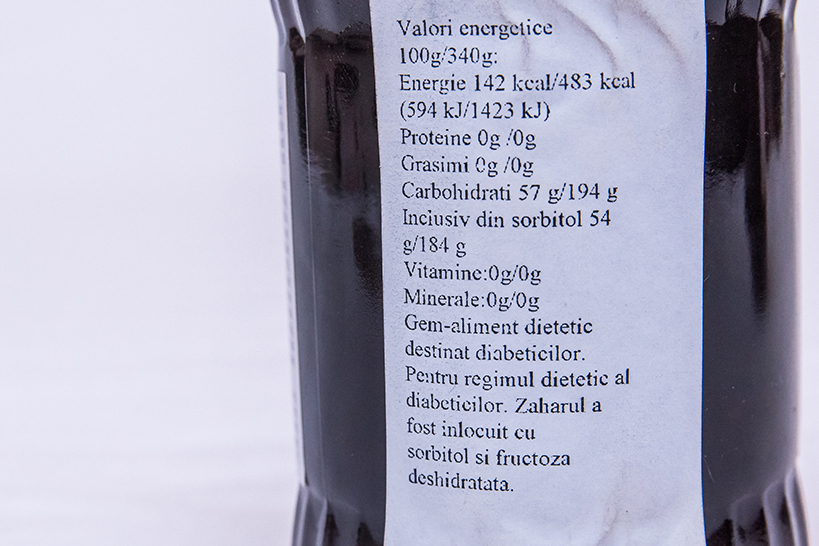 Valori energetice
100g/340g:
Energie 142 kcal/483 kcal
(594 kJ/1423 kJ)
Proteine 0g /0g
Grasimi 0g /0g
Carbohidrati 57 g/194 g
Inclusiv din sorbitol 54
g/184 g
Vitamine:0g/0g
Minerale:0g/0g
Gem-aliment dietetic
destinat diabeticilor.
Pentru regimul dietetic al
diabeticilor. Zaharul a
fost inlocuit cu
sorbitol si fructoza
deshidratata.